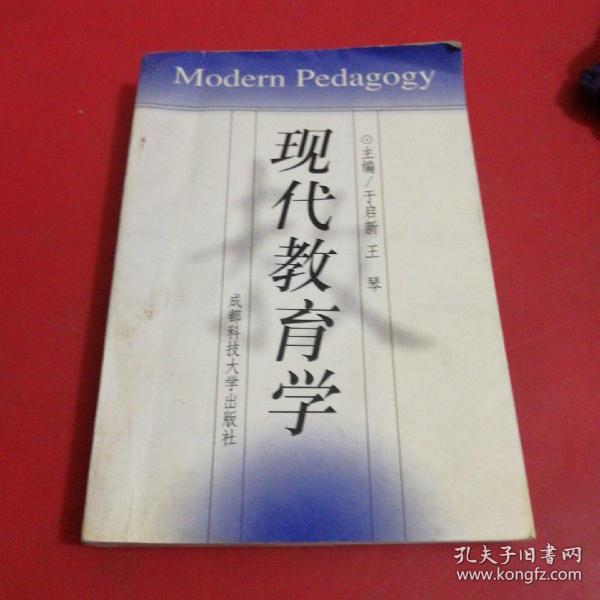 Modern Pedagogy
现代教育学
⊙主编/于启新 王 琴
成都科技大学出版社
孔夫子旧书网
www.kongfz.com